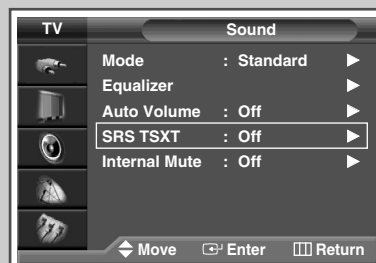 TV Sound
Mode : Standard
Equalizer
Auto Volume : Off
SRS TSXT : Off
Internal Mute : Off
Move Enter Return